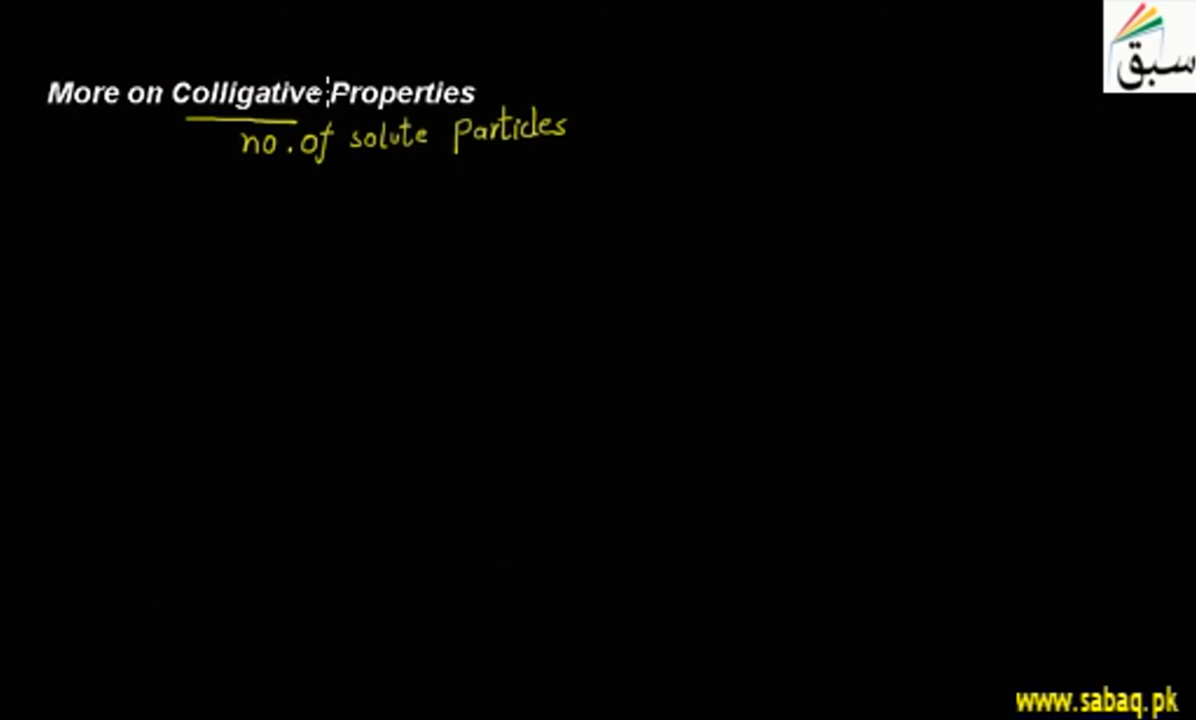 سبق
More on Colligative Properties
no. of solute particles
www.sabaq.pk